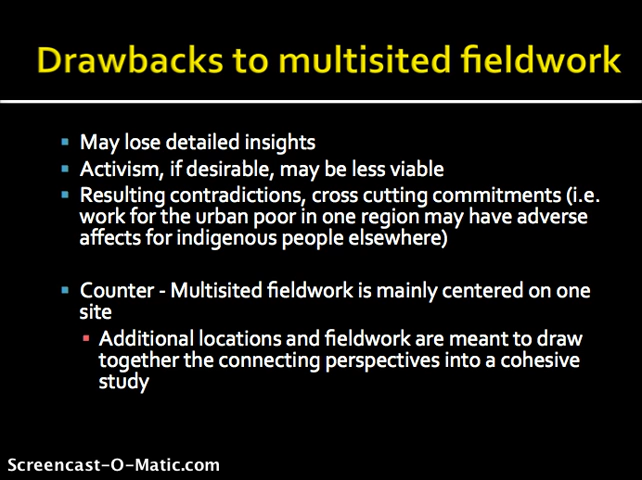 Drawbacks to multisited fieldwork
May lose detailed insights
Activism, if desirable, may be less viable
Resulting contradictions, cross cutting commitments (i.e.
work for the urban poor in one region may have adverse
affects for indigenous people elsewhere)
Counter - Multisited fieldwork is mainly centered on one
site
Additional locations and fieldwork are meant to draw
together the connecting perspectives into a cohesive
study
Screencast-O-Matic.com